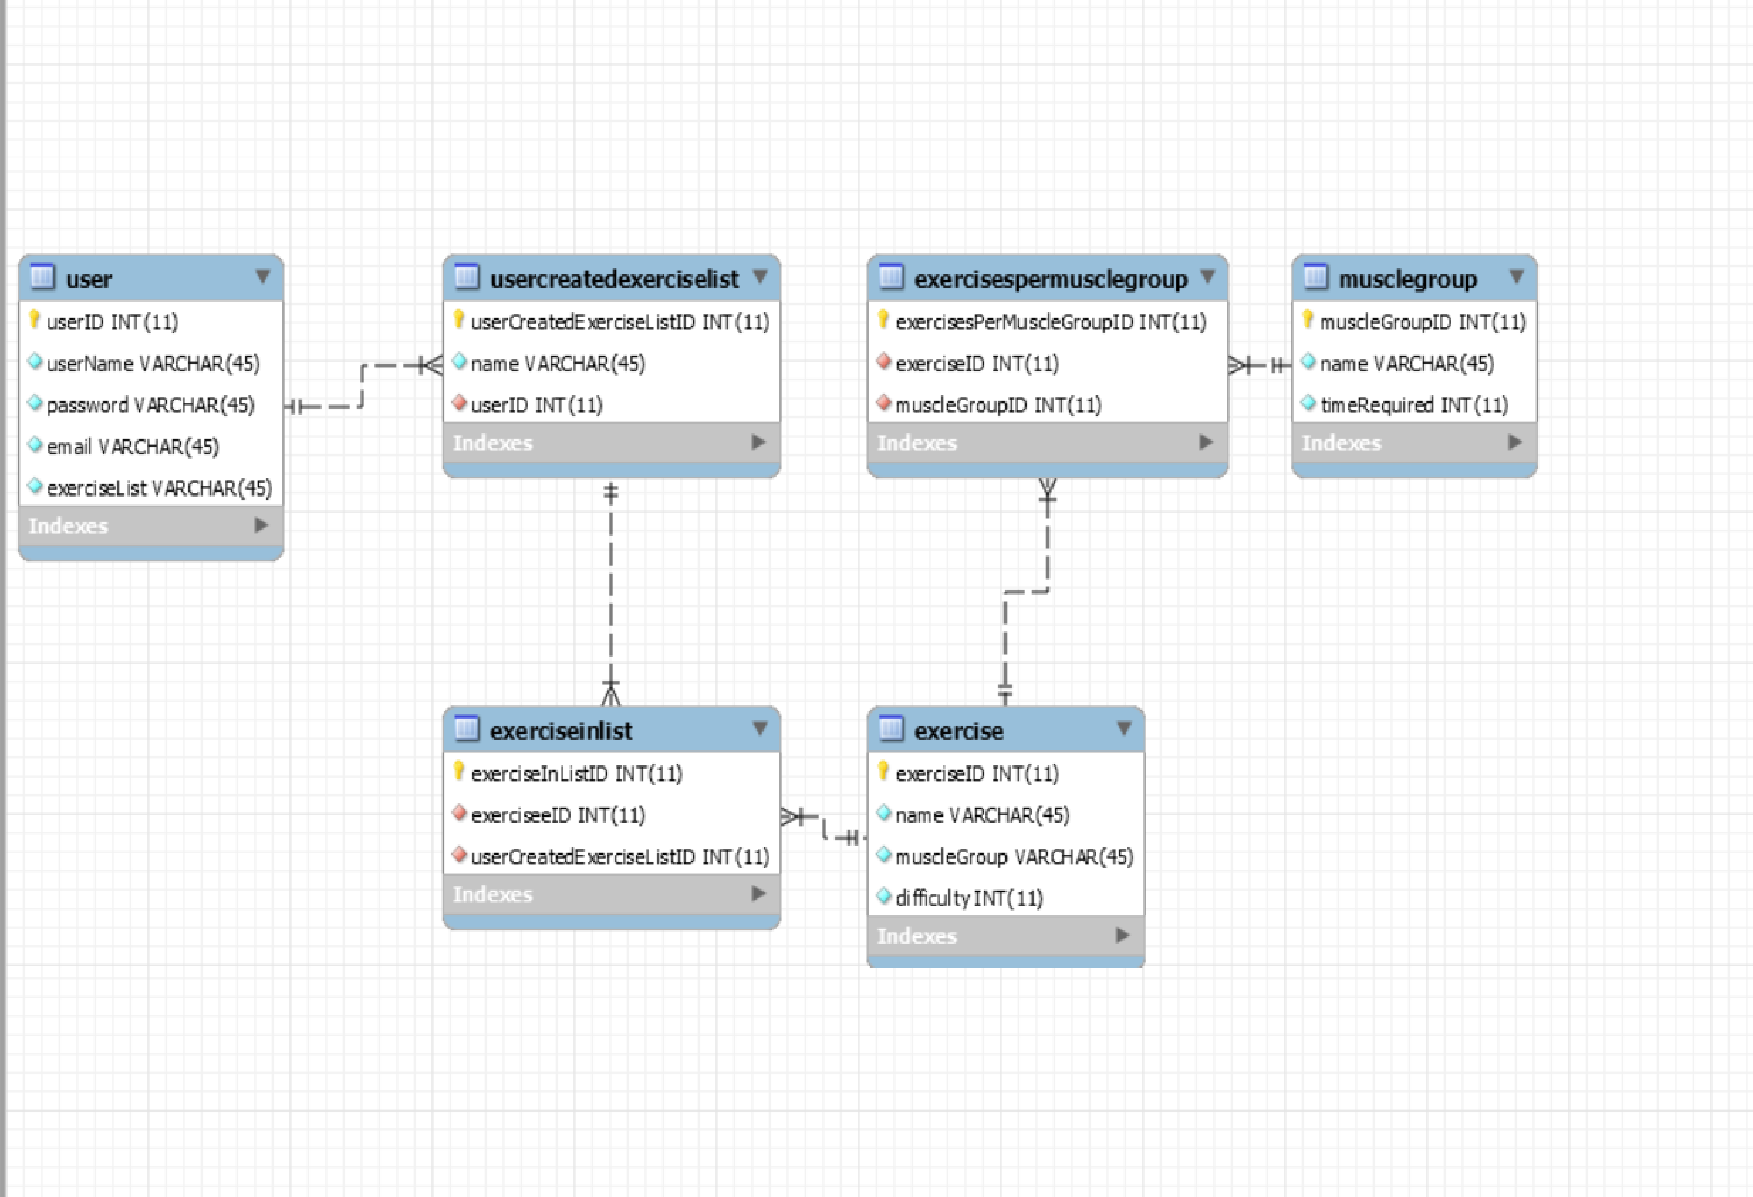 user
userID INT(11)
userName VARCHAR(45)
password VARCHAR(45)
email VARCHAR(45)
exerciseList VARCHAR(45)
Indexes
usercreatedexerciselist
userCreatedExerciseListID INT(11)
name VARCHAR(45)
userID INT(11)
Indexes
exercisespermusclegroup
exercisesPerMuscleGroupID INT(11)
exerciseID INT(11)
muscleGroupID INT(11)
Indexes
musclegroup
muscleGroupID INT(11)
name VARCHAR(45)
timeRequired INT(11)
Indexes
exerciseinlist
exerciseInListID INT(11)
exerciseeID INT(11)
userCreatedExerciseListID INT(11)
Indexes
exercise
exerciseID INT(11)
name VARCHAR(45)
muscleGroup VARCHAR(45)
difficulty INT(11)
Indexes